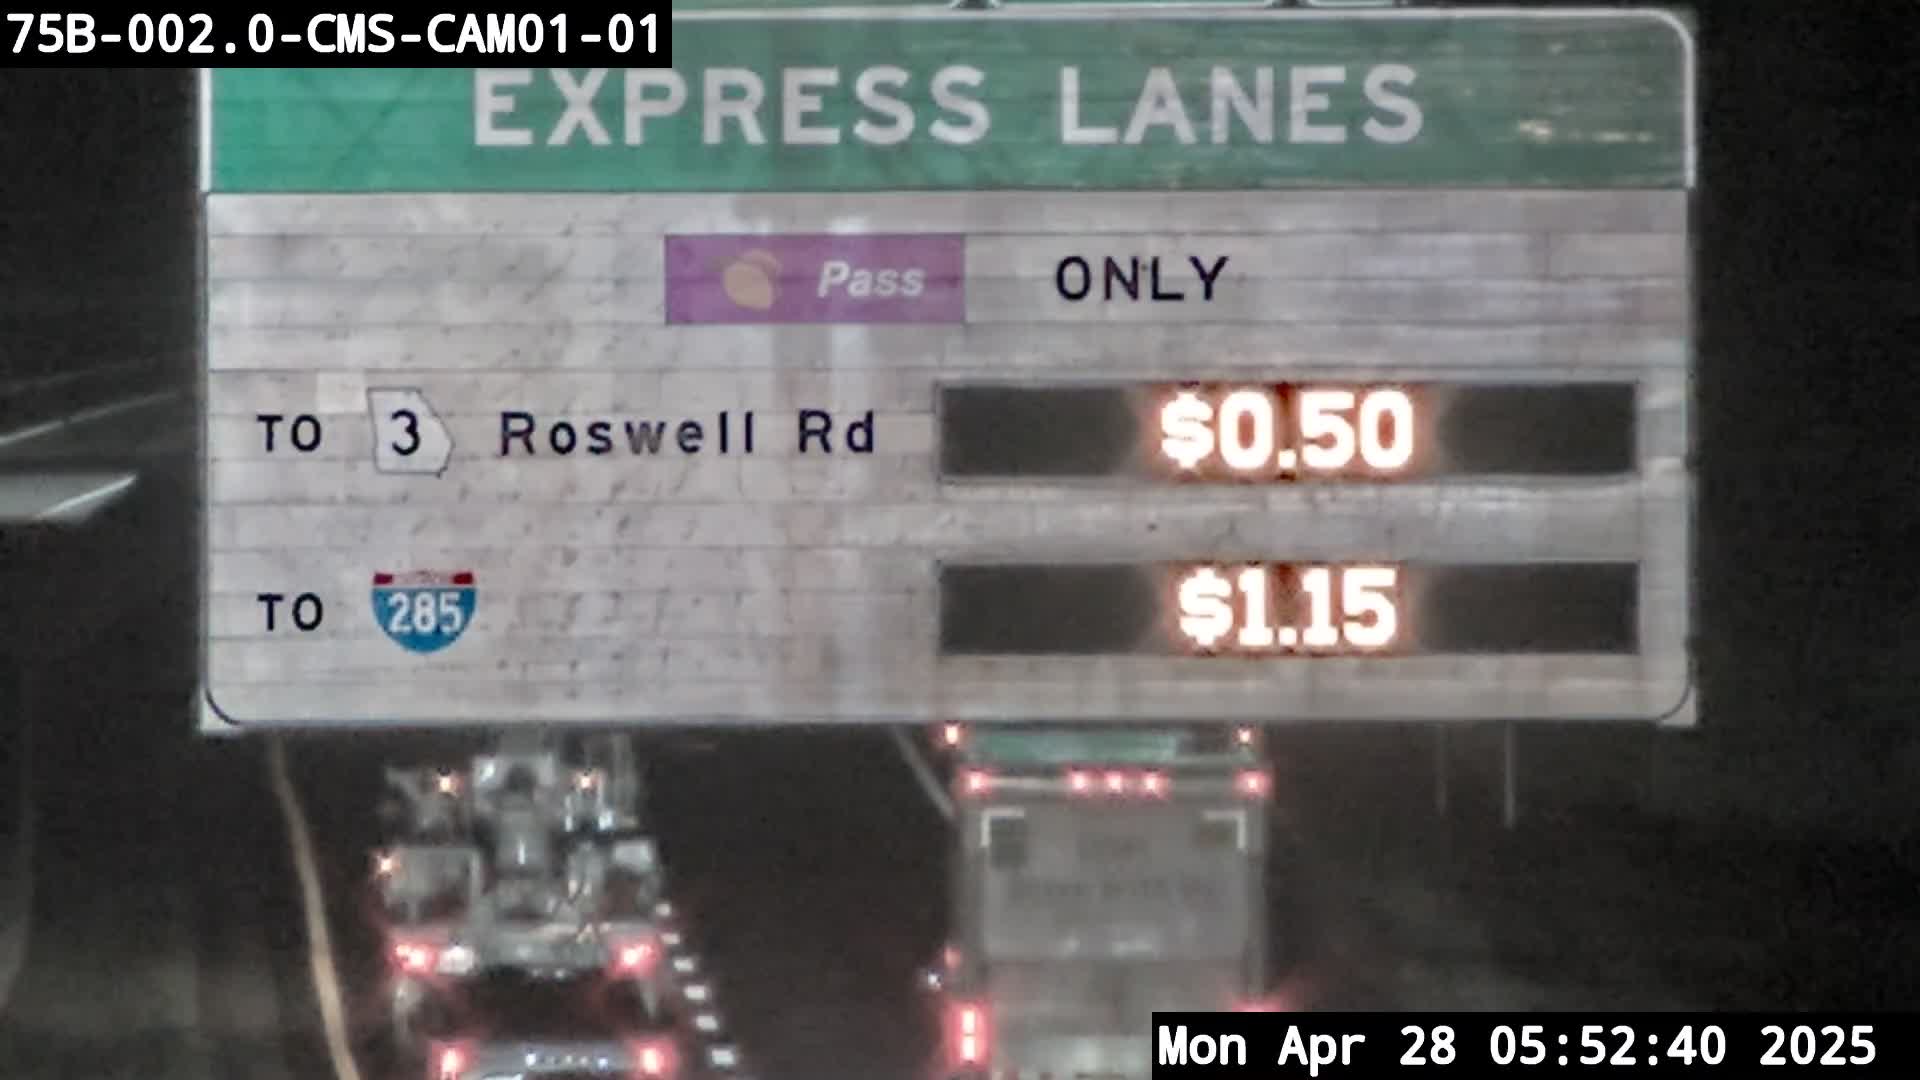 75B-002.0-CMS-CAM01-01
EXPRESS LANES
Pass ONLY
TO 3 Roswell Rd $0.50
TO 285 $1.15
Mon Apr 28 05:52:40 2025